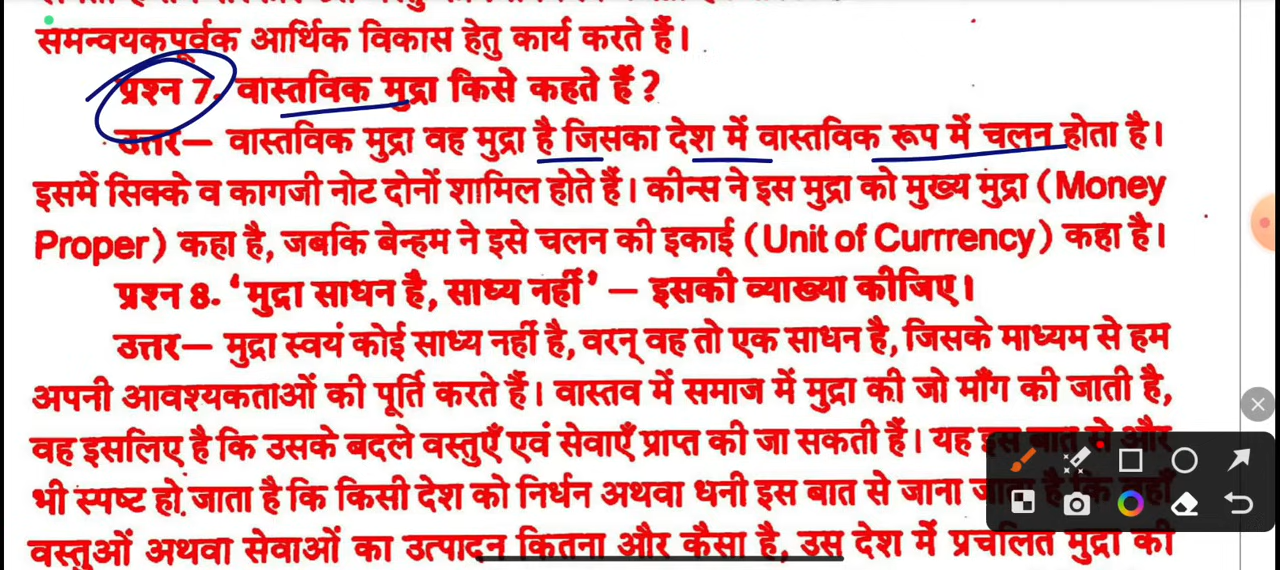 समन्वयकपूर्वक आर्थिक विकास हेतु कार्य करते हैं।
प्रश्न 7. वास्तविक मुद्रा किसे कहते हैं ?
उत्तर— वास्तविक मुद्रा वह मुद्रा है जिसका देश में वास्तविक रूप में चलन होता है।
इसमें सिक्के व कागजी नोट दोनों शामिल होते हैं। कीन्स ने इस मुद्रा को मुख्य मुद्रा (Money
Proper) कहा है, जबकि बेन्हम ने इसे चलन की इकाई (Unit of Currrency) कहा है।
प्रश्न 8. ‘मुद्रा साधन है, साध्य नहीं’ — इसकी व्याख्या कीजिए।
उत्तर— मुद्रा स्वयं कोई साध्य नहीं है, वरन् वह तो एक साधन है, जिसके माध्यम से हम
अपनी आवश्यकताओं की पूर्ति करते हैं। वास्तव में समाज में मुद्रा की जो माँग की जाती है,
वह इसलिए है कि उसके बदले वस्तुएँ एवं सेवाएँ प्राप्त की जा सकती हैं। यह इस बात से और
भी स्पष्ट हो जाता है कि किसी देश को निर्धन अथवा धनी इस बात से जाना जाता है कि वहाँ
वस्तुओं अथवा सेवाओं का उत्पादन कितना और कैसा है, उस देश में प्रचलित मुद्रा की